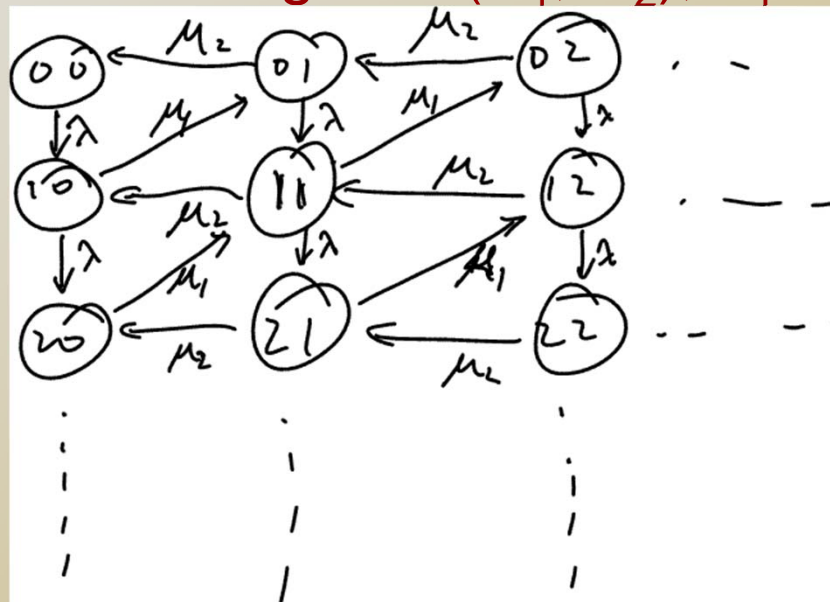 μ₂ μ₂
00 01 02 . -
λ μ₁ λ μ₁ λ
10 11 12 . — -
μ₂ μ₂
λ μ₁ λ μ₁ λ
20 21 22 . . - -
μ₂ μ₂